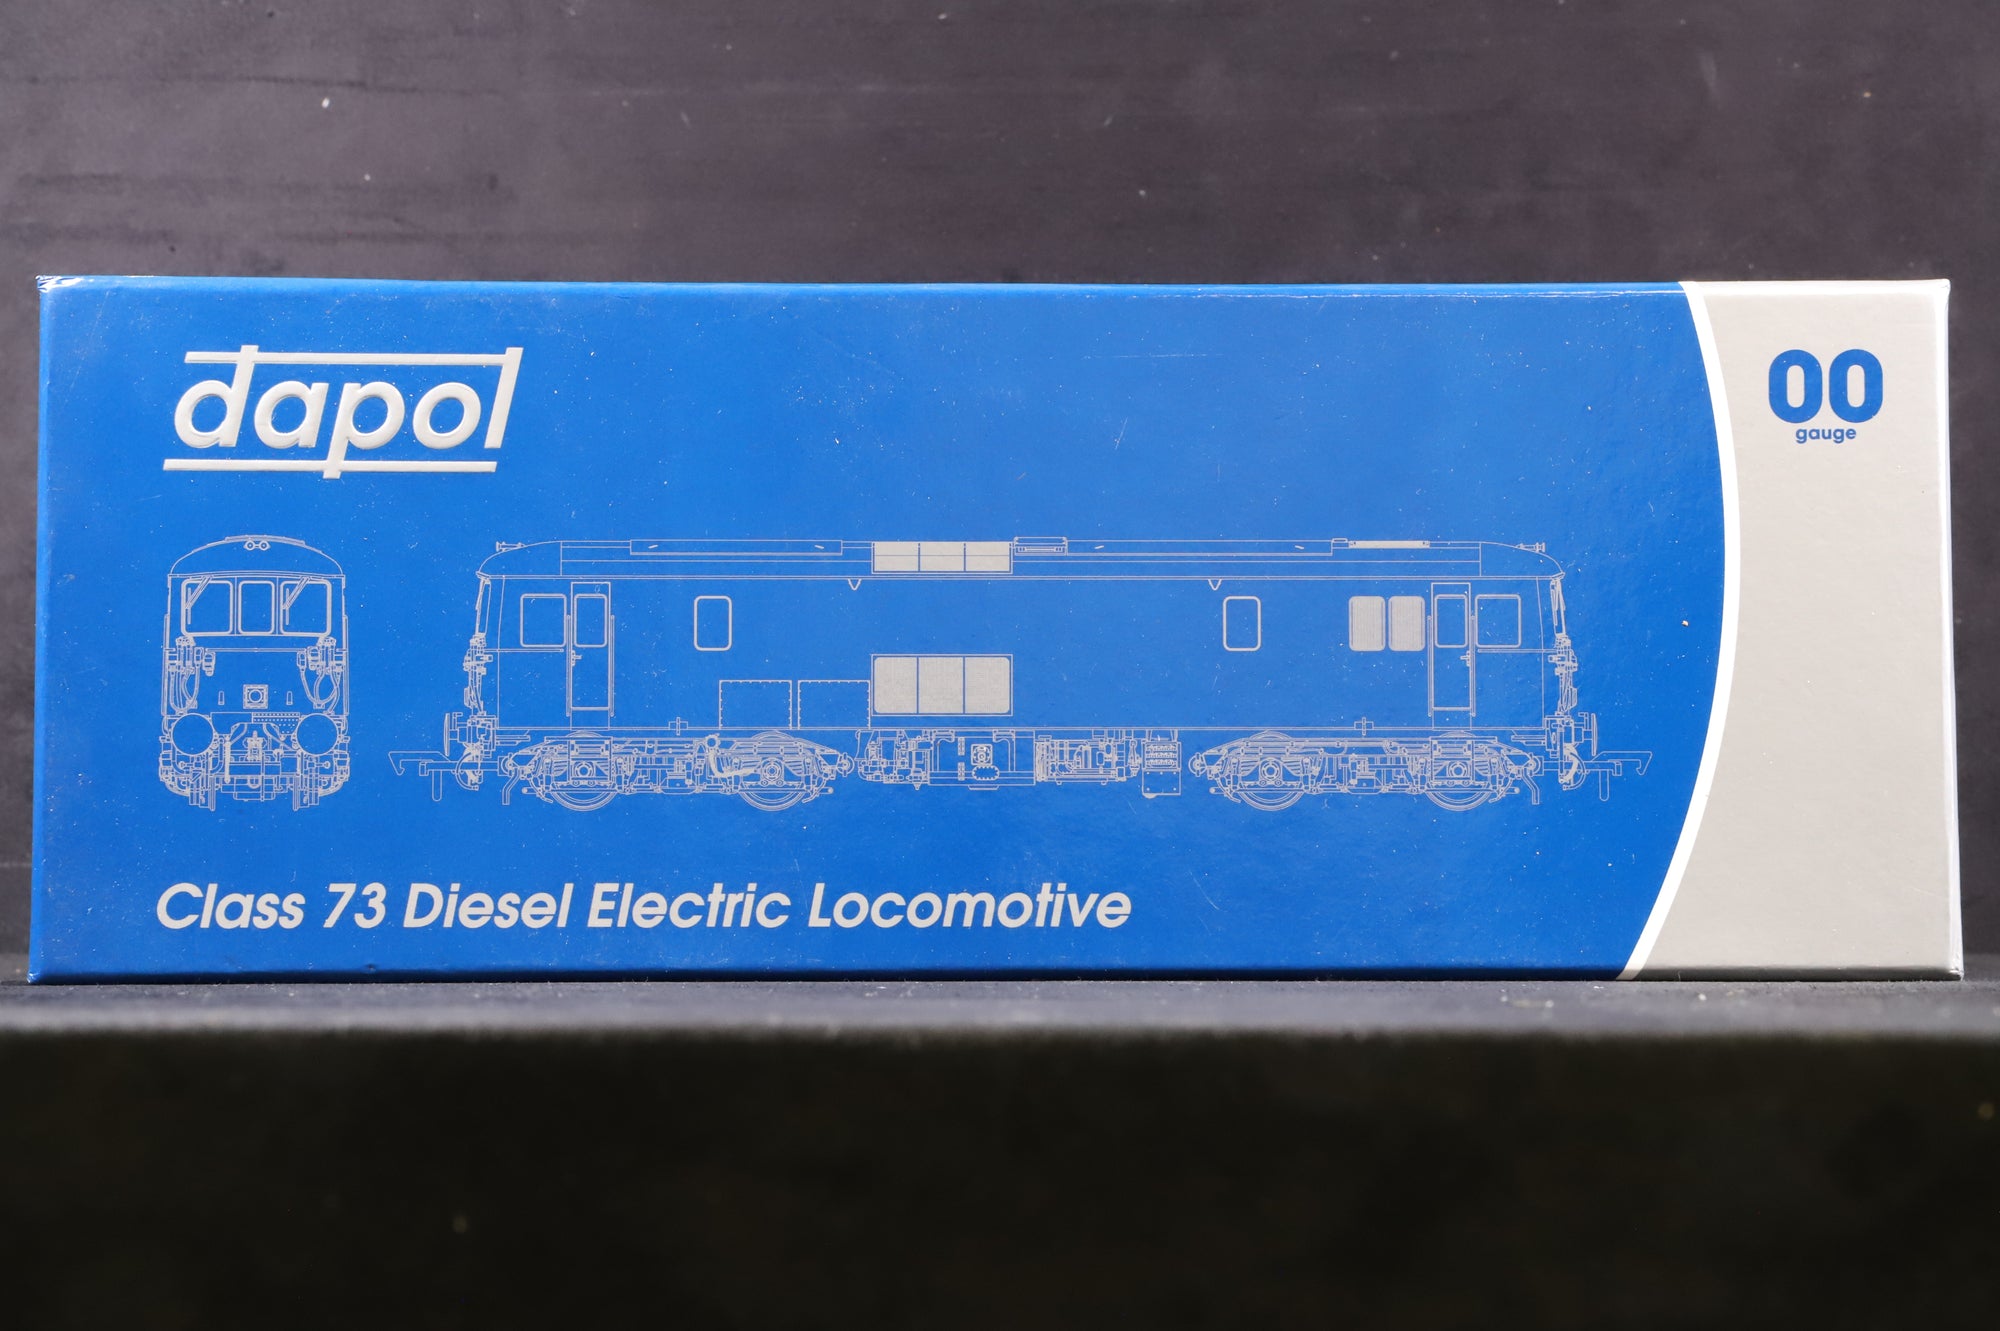 dapol
00
gauge
Class 73 Diesel Electric Locomotive